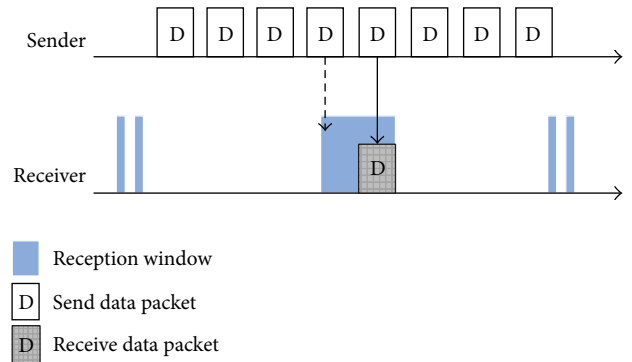 D D D D D D D D
Sender
Receiver
D
Reception window
D Send data packet
D Receive data packet